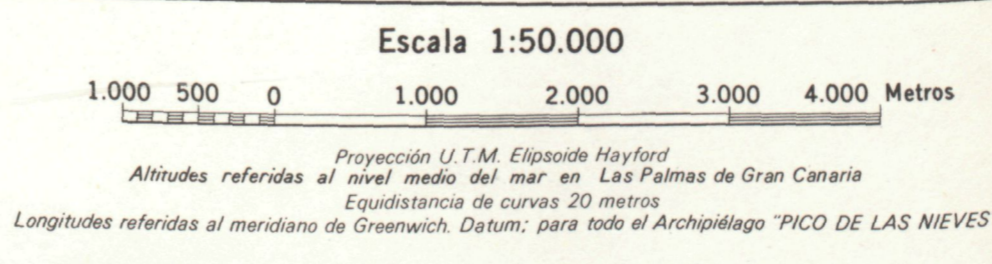 Escala 1:50.000
1.000 500 0 1.000 2.000 3.000 4.000 Metros
Proyección U.T.M. Elipsoide Hayford
Altitudes referidas al nivel medio del mar en Las Palmas de Gran Canaria
Equidistancia de curvas 20 metros
Longitudes referidas al meridiano de Greenwich. Datum; para todo el Archipiélago "PICO DE LAS NIEVES